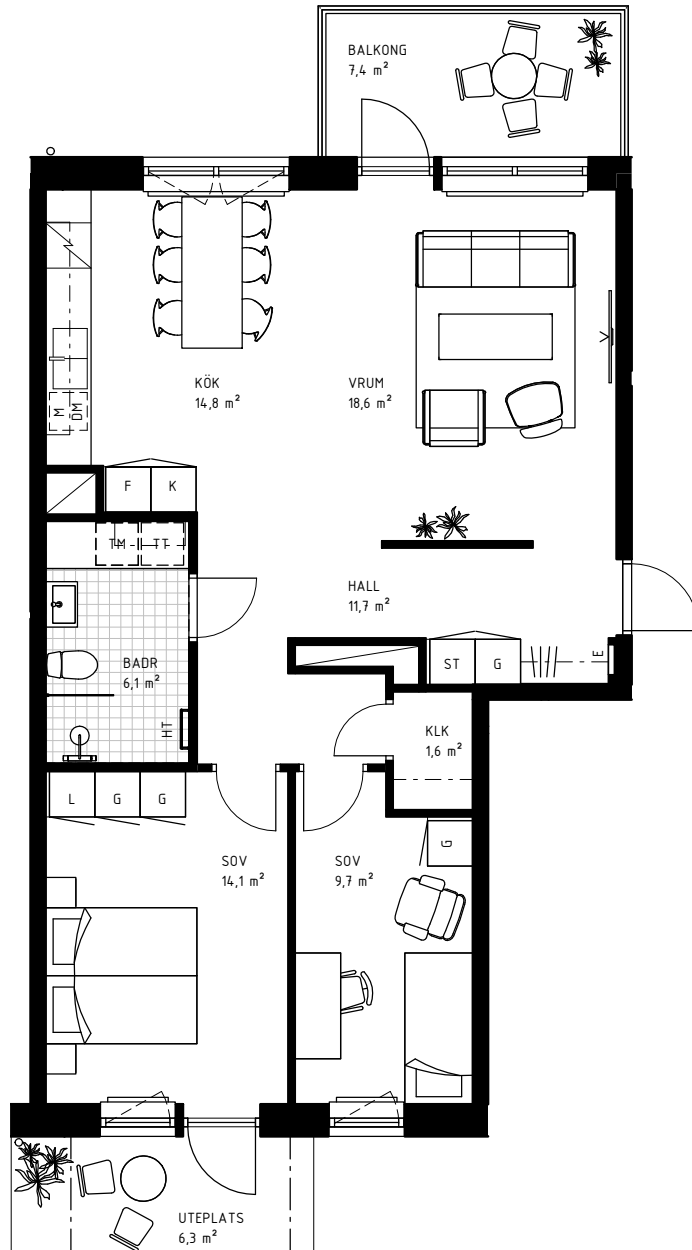 BALKONG
7,4 m²
KÖK
14,8 m²
VRUM
18,6 m²
V
M
DM
F
K
TM
TT
HALL
11,7 m²
BADR
6,1 m²
ST
G
E
HT
KLK
1,6 m²
L
G
G
SOV
14,1 m²
SOV
9,7 m²
G
UTEPLATS
6,3 m²